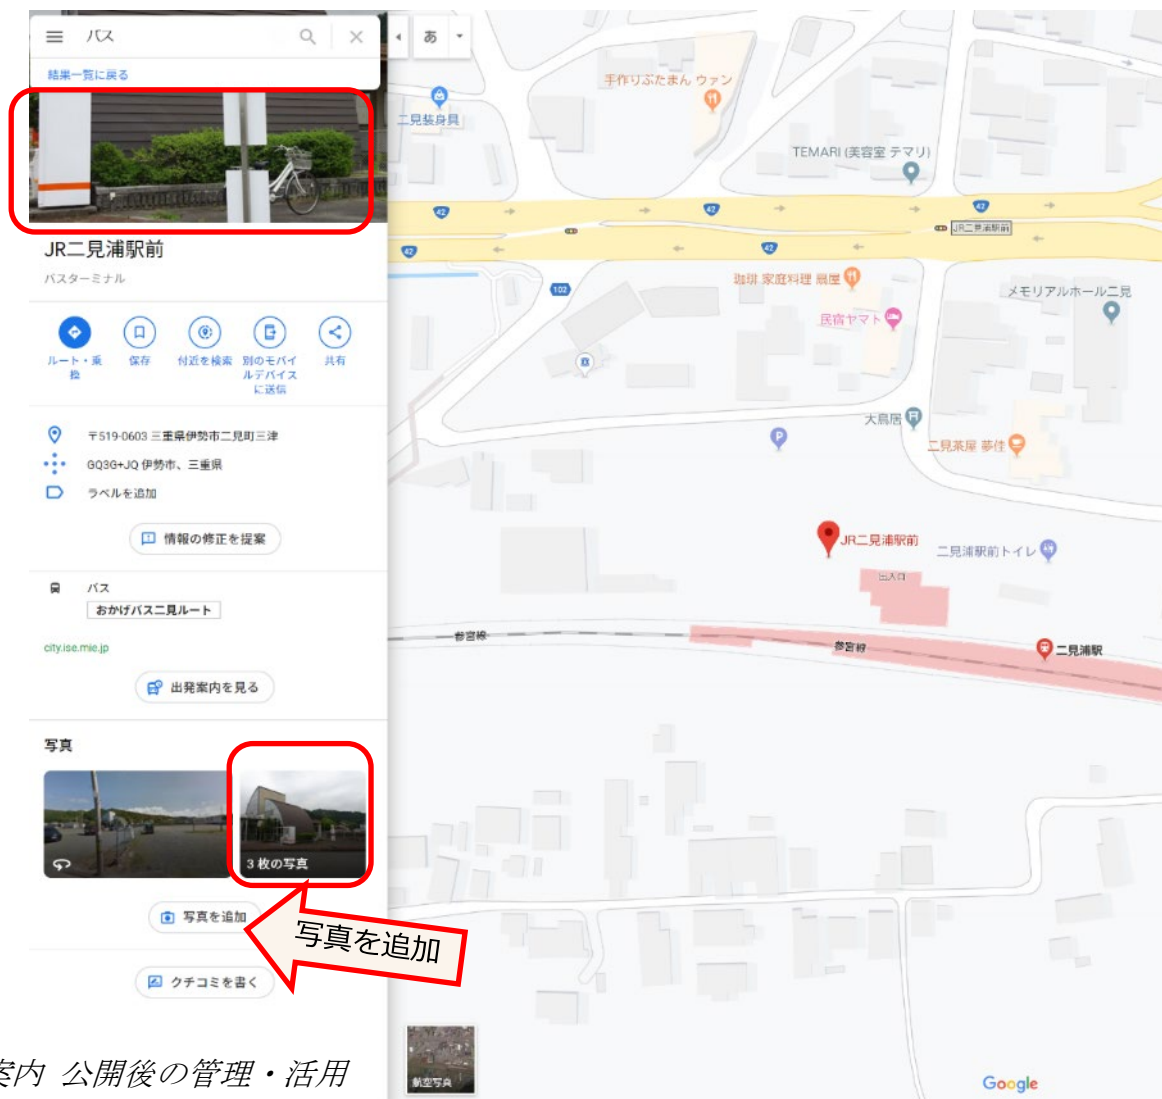 バス
結果一覧に戻る
JR二見浦駅前
バスターミナル
ルート・乗
換
保存
付近を検索
別のモバイ
ルデバイス
に送信
共有
〒519-0603 三重県伊勢市二見町三津
GQ3G+JQ 伊勢市、三重県
ラベルを追加
情報の修正を提案
バス
おかげバス二見ルート
city.ise.mie.jp
出発案内を見る
写真
3 枚の写真
写真を追加
写真を追加
クチコミを書く
案内 公開後の管理・活用
あ
手作りぶたまん ウァン
二見装身具
TEMARI (美容室 テマリ)
42
42
42
JR二見浦駅前
42
42
珈琲 家庭料理 扇屋
102
メモリアルホール二見
民宿ヤマト
大鳥居
P
二見茶屋 夢佳
JR二見浦駅前
二見浦駅前トイレ
出入口
参宮線
参宮線
二見浦駅
航空写真
Google